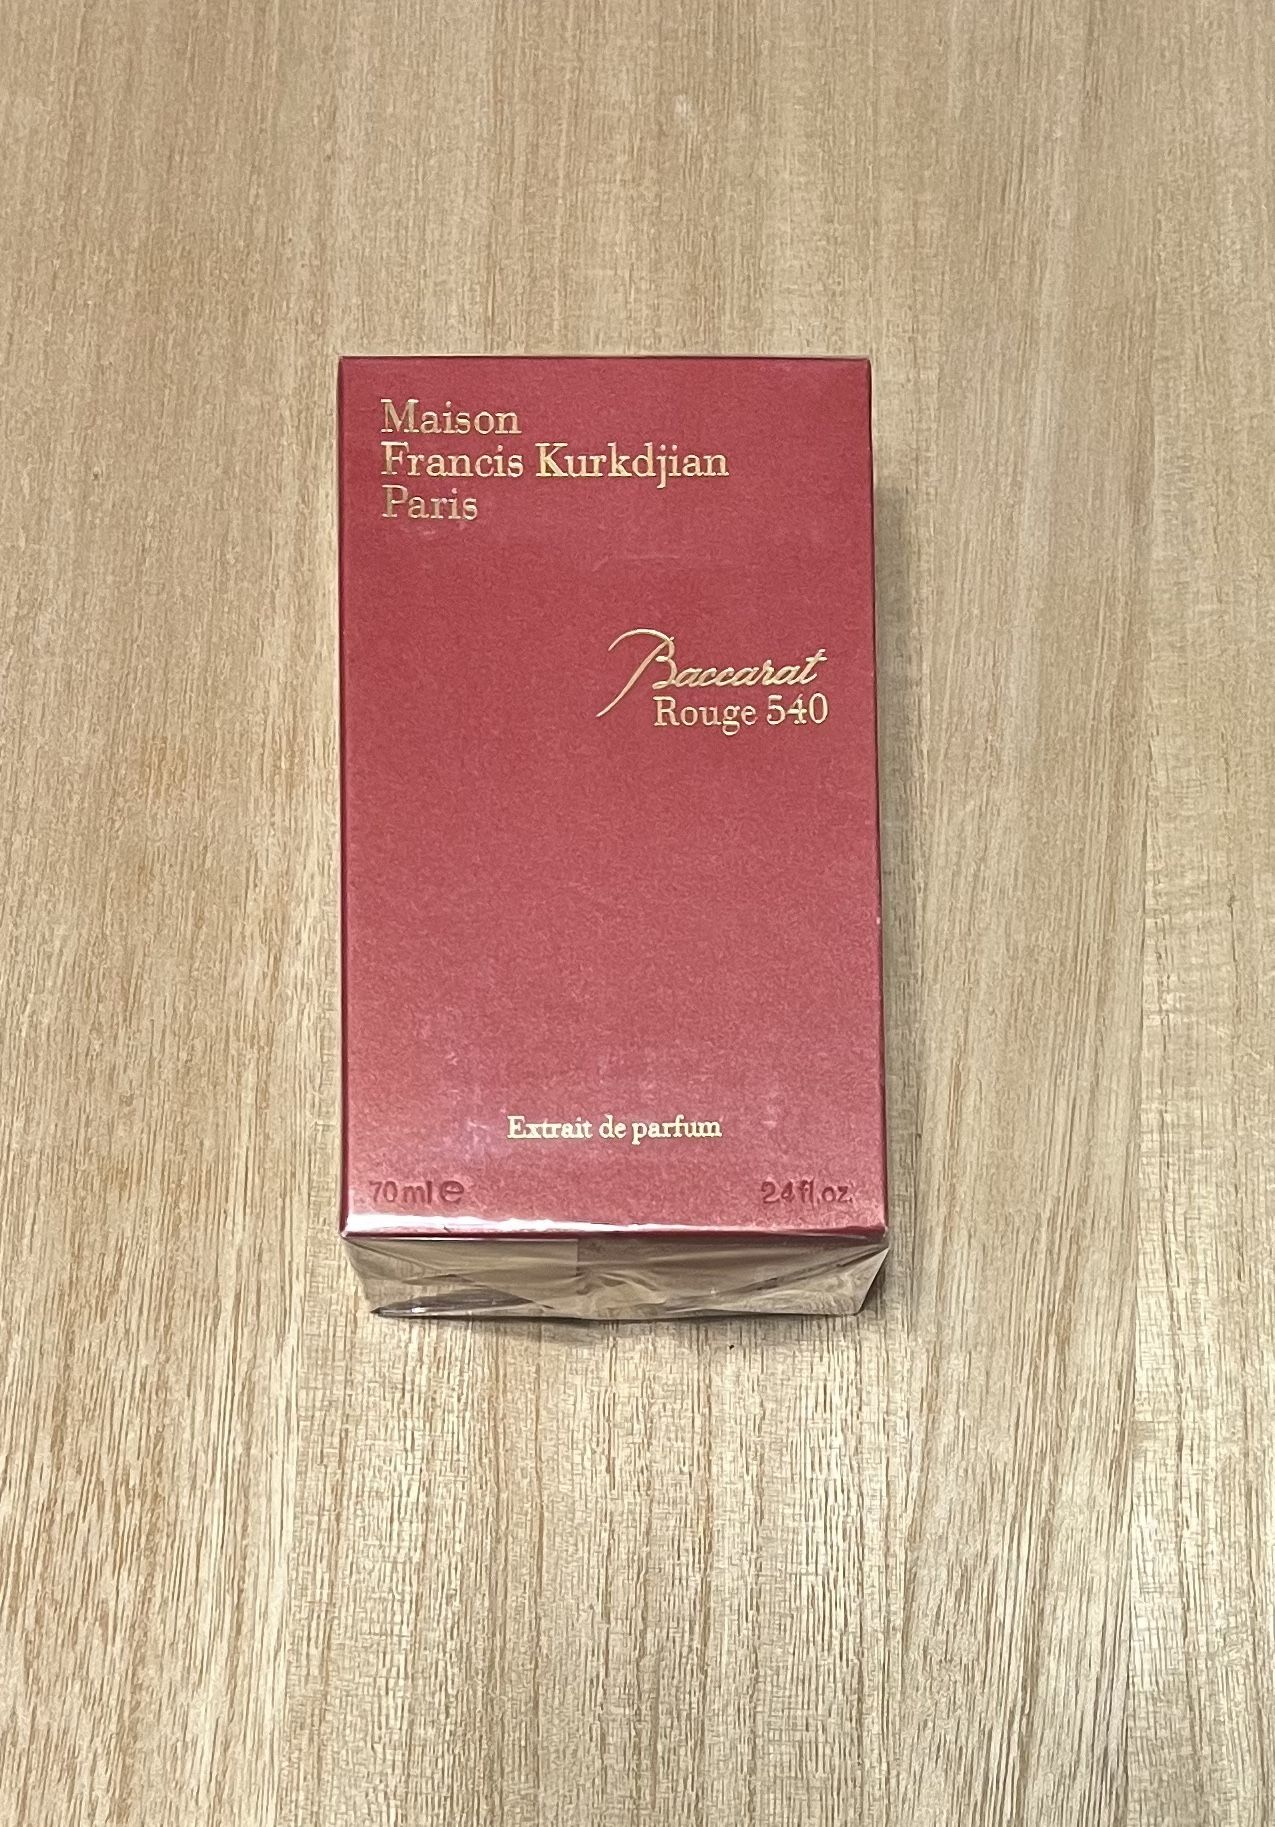 Maison
Francis Kurkdjian
Paris
Baccarat
Rouge 540
Extrait de parfum
70 ml ℮ 2.4 fl.oz.